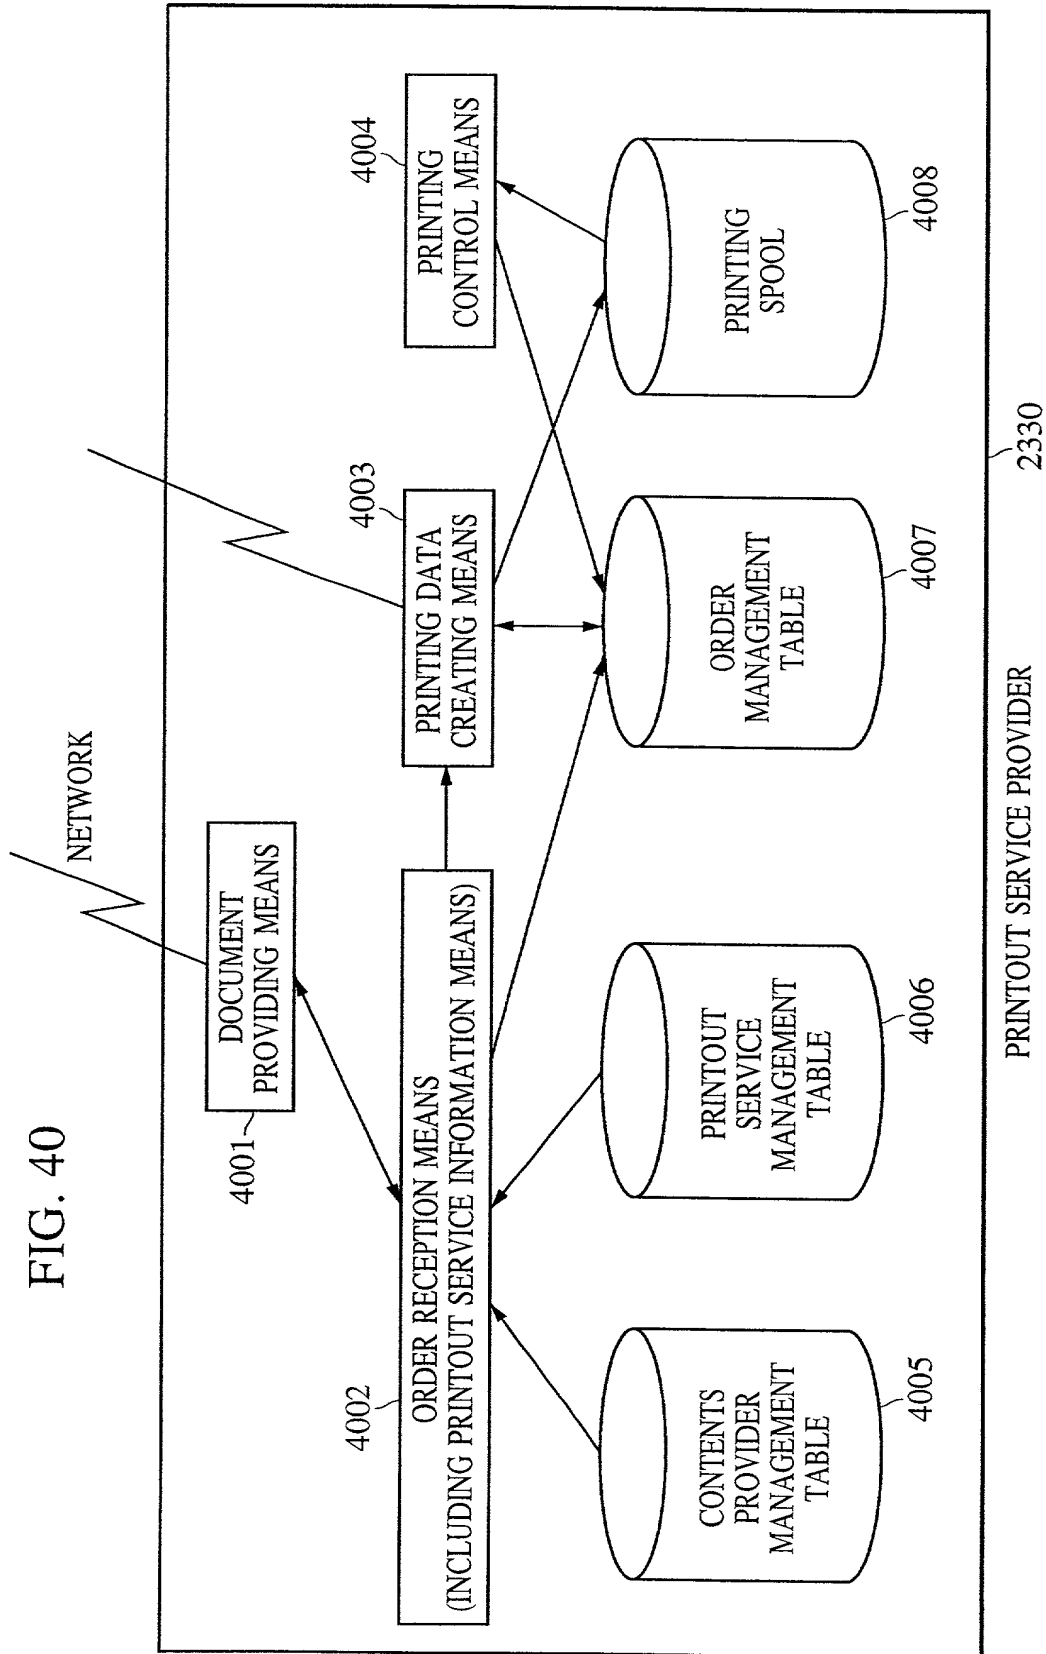 FIG. 40
NETWORK
4001
DOCUMENT
PROVIDING MEANS
4002
ORDER RECEPTION MEANS
(INCLUDING PRINTOUT SERVICE INFORMATION MEANS)
4003
PRINTING DATA
CREATING MEANS
4004
PRINTING
CONTROL MEANS
CONTENTS
PROVIDER
MANAGEMENT
TABLE
4005
PRINTOUT
SERVICE
MANAGEMENT
TABLE
4006
ORDER
MANAGEMENT
TABLE
4007
PRINTING
SPOOL
4008
PRINTOUT SERVICE PROVIDER
2330